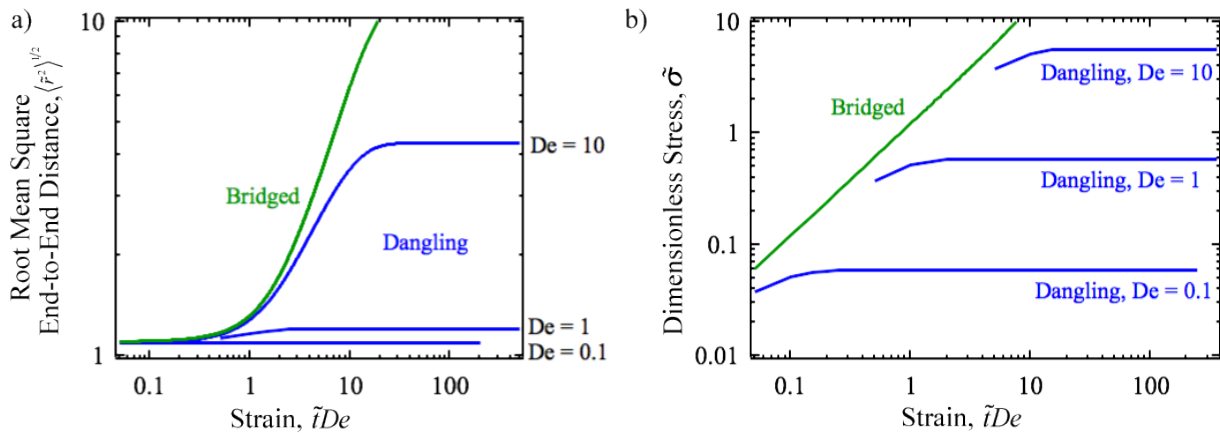 a)
Root Mean Square
End-to-End Distance, ⟨r̃²⟩^1/2
10
1
Bridged
Dangling
De = 10
De = 1
De = 0.1
0.1 1 10 100
Strain, t̃De
b)
Dimensionless Stress, σ̃
10
1
0.1
0.01
Bridged
Dangling, De = 10
Dangling, De = 1
Dangling, De = 0.1
0.1 1 10 100
Strain, t̃De